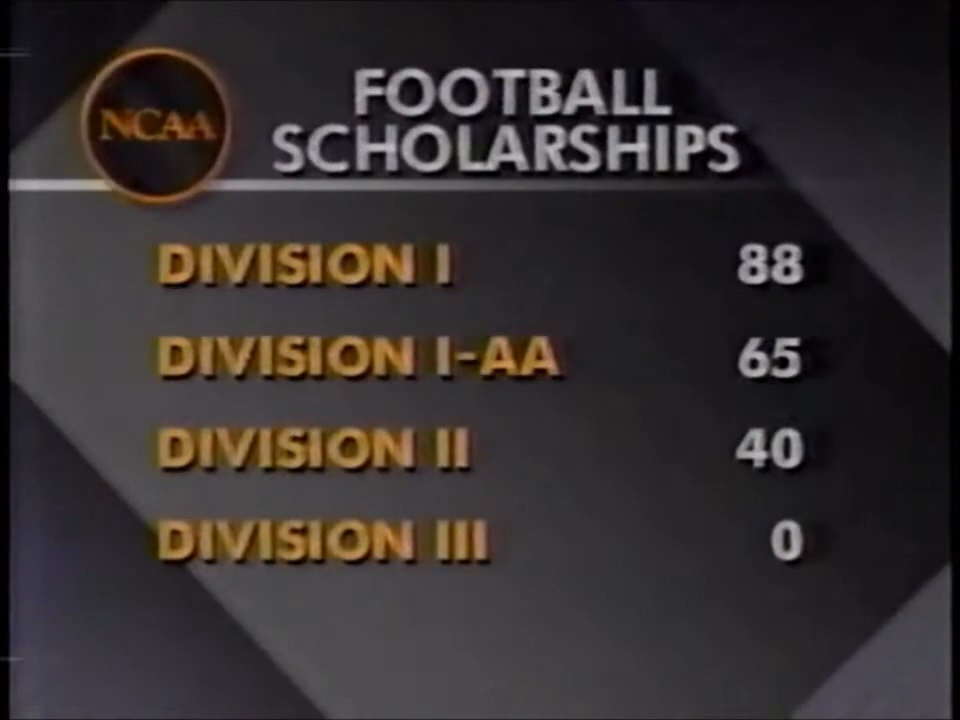 NCAA
FOOTBALL
SCHOLARSHIPS
DIVISION I 88
DIVISION I-AA 65
DIVISION II 40
DIVISION III 0